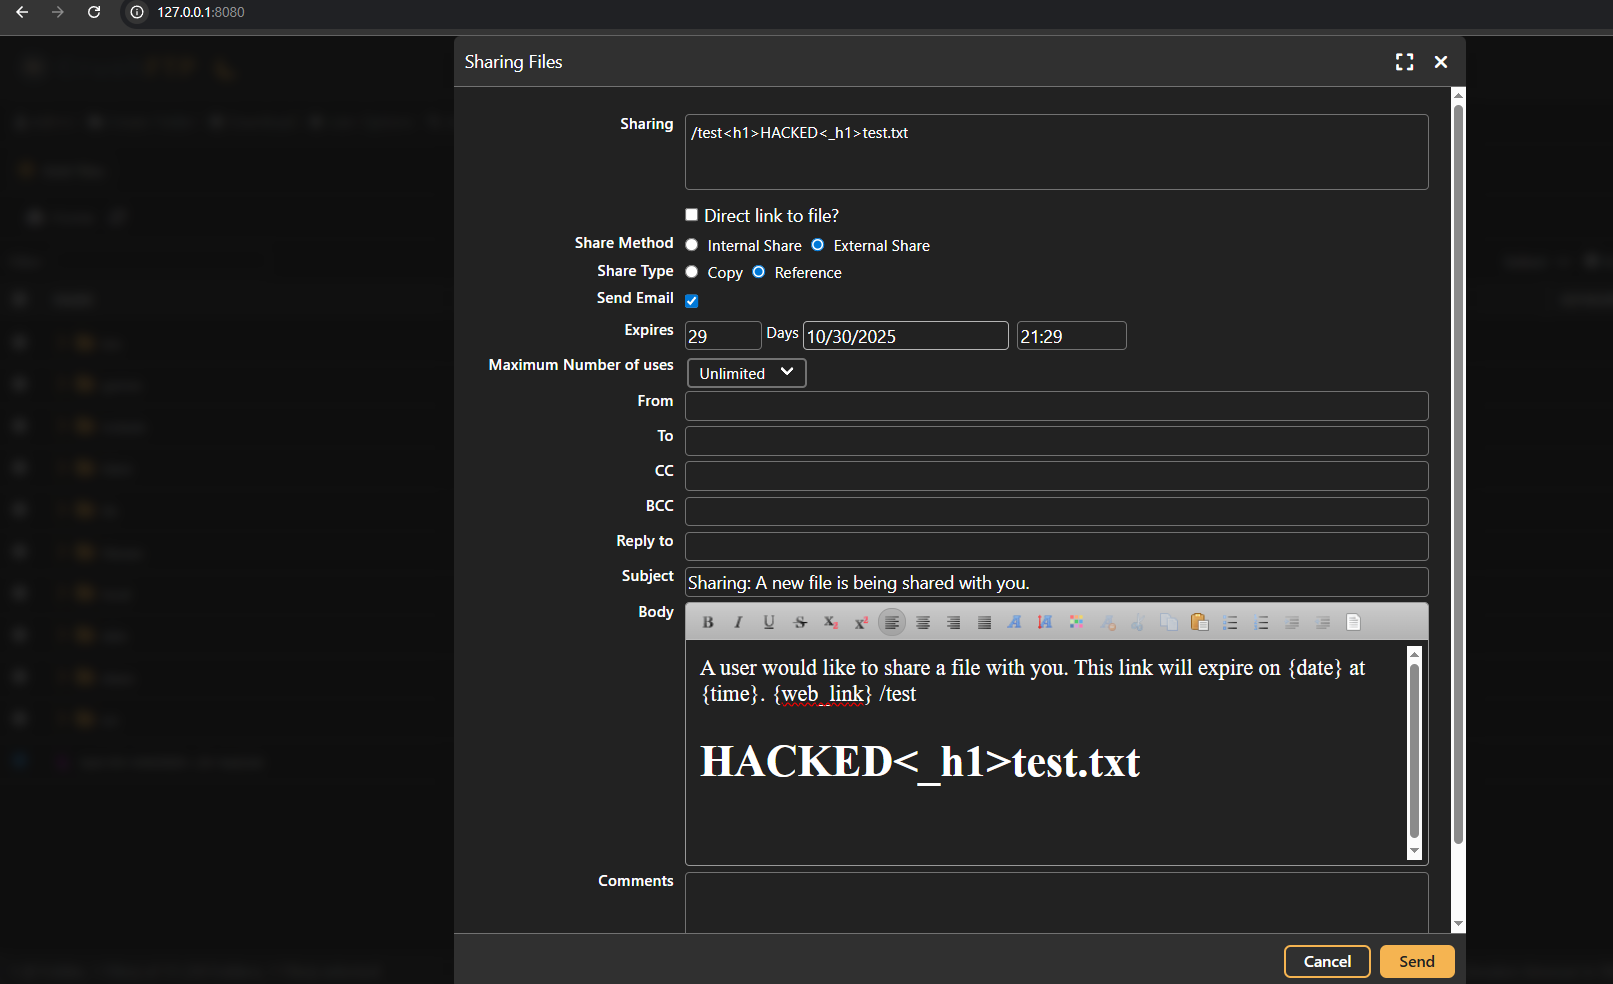 127.0.0.1:8080
Sharing Files
Sharing /test<h1>HACKED<_h1>test.txt
Direct link to file?
Share Method Internal Share External Share
Share Type Copy Reference
Send Email
Expires 29 Days 10/30/2025 21:29
Maximum Number of uses Unlimited
From
To
CC
BCC
Reply to
Subject Sharing: A new file is being shared with you.
Body
A user would like to share a file with you. This link will expire on {date} at
{time}. {web_link} /test
HACKED<_h1>test.txt
Comments
Cancel Send